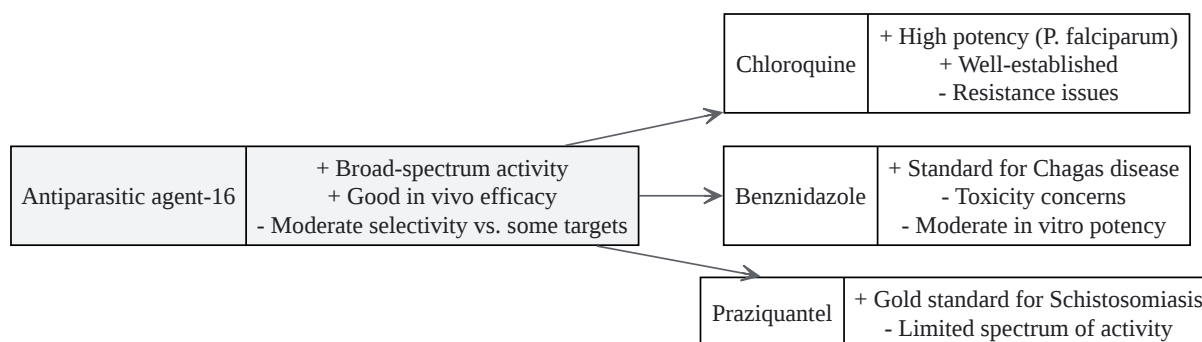 Antiparasitic agent-16
+ Broad-spectrum activity
+ Good in vivo efficacy
- Moderate selectivity vs. some targets
Chloroquine
+ High potency (P. falciparum)
+ Well-established
- Resistance issues
Benznidazole
+ Standard for Chagas disease
- Toxicity concerns
- Moderate in vitro potency
Praziquantel
+ Gold standard for Schistosomiasis
- Limited spectrum of activity